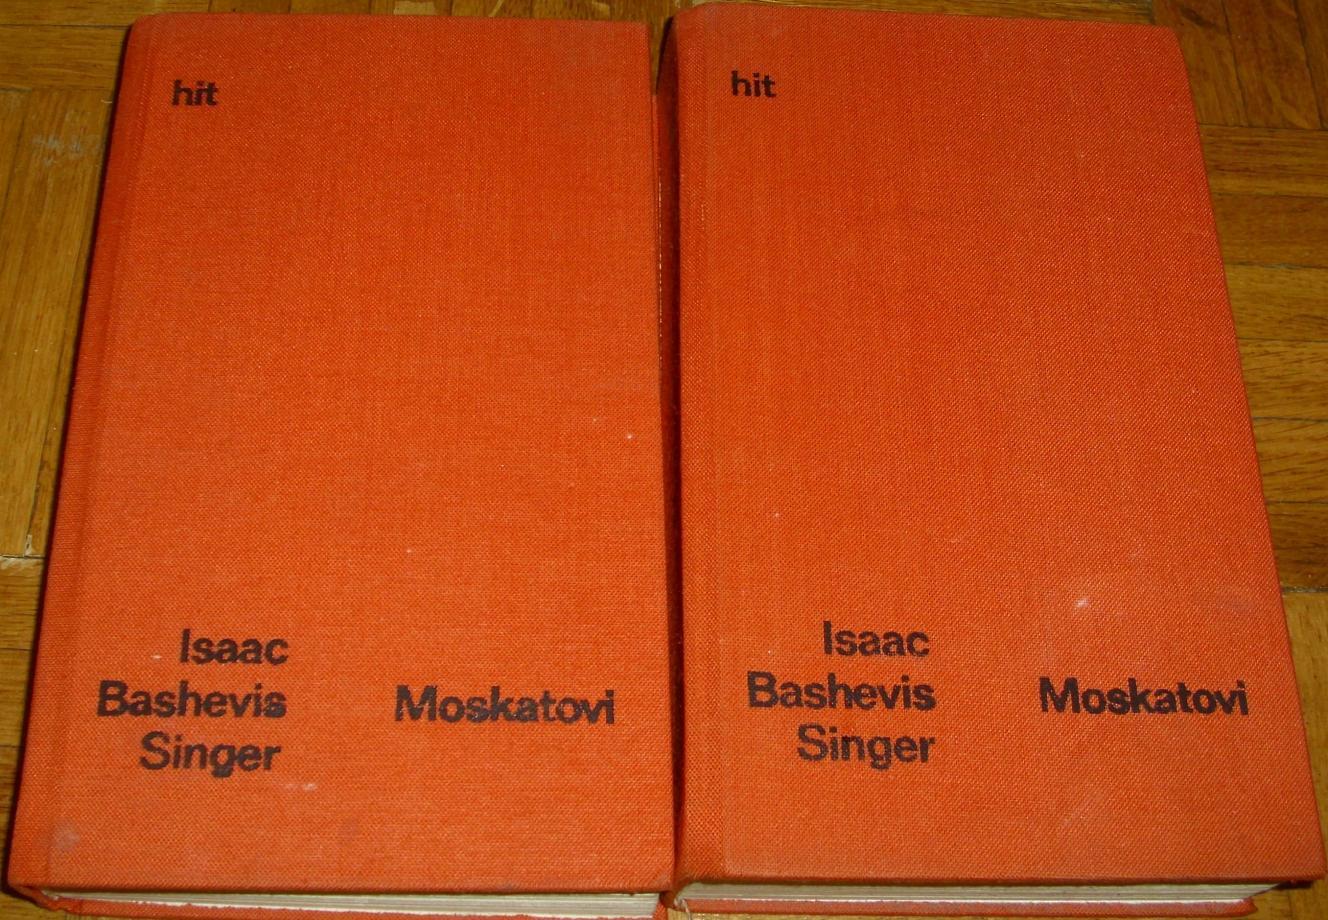 hit
Isaac
Bashevis
Singer
Moskatovi
hit
Isaac
Bashevis
Singer
Moskatovi